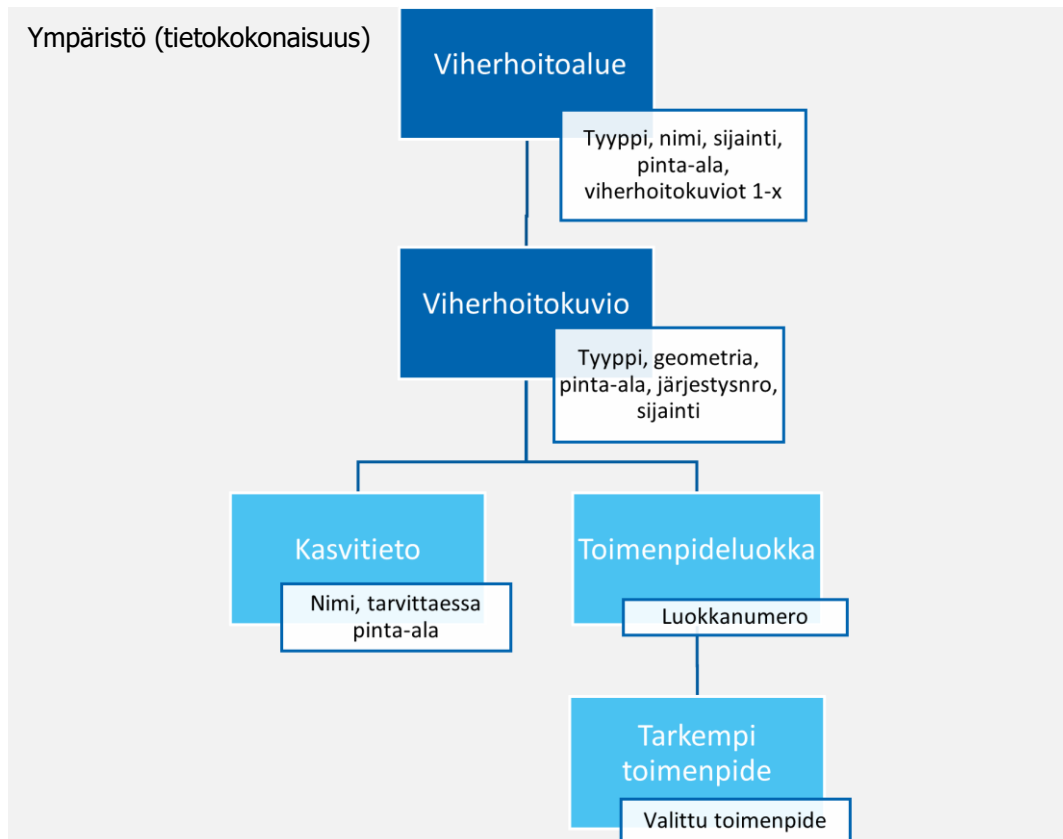 Ympäristö (tietokokonaisuus)
Viherhoitoalue
Tyyppi, nimi, sijainti,
pinta-ala,
viherhoitokuviot 1-x
Viherhoitokuvio
Tyyppi, geometria,
pinta-ala, järjestysnro,
sijainti
Kasvitieto
Nimi, tarvittaessa
pinta-ala
Toimenpideluokka
Luokkanumero
Tarkempi
toimenpide
Valittu toimenpide